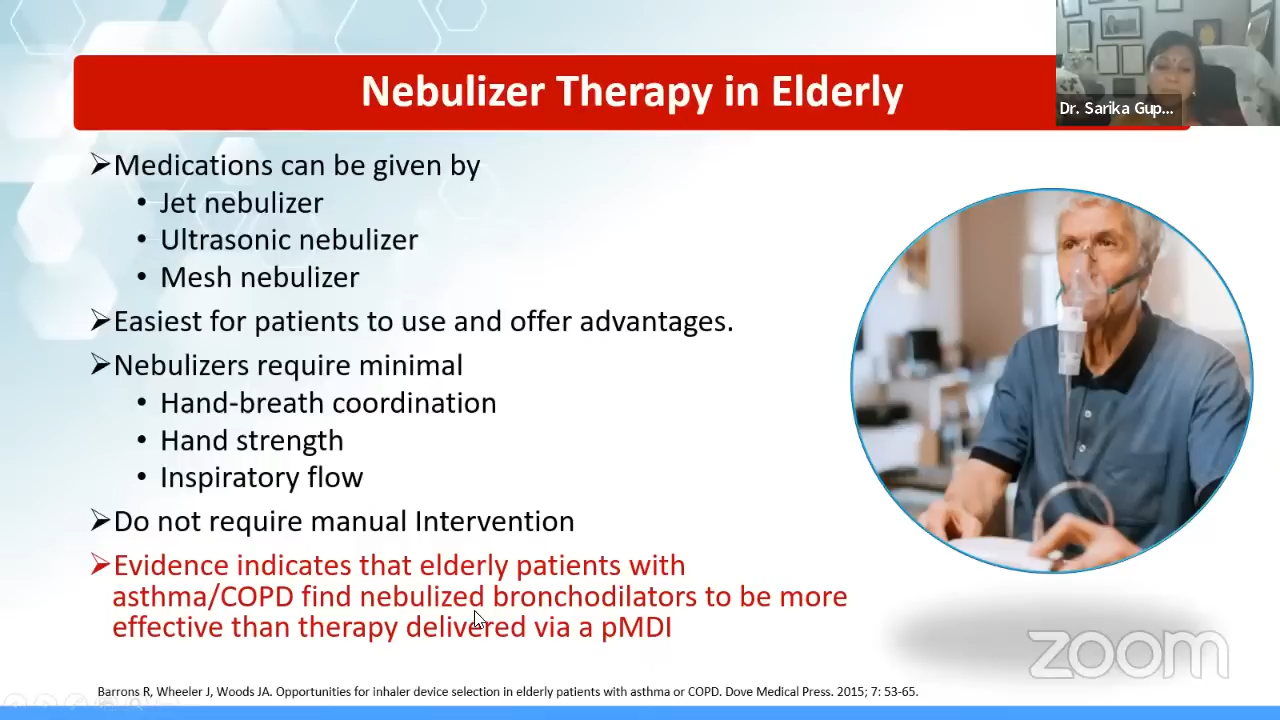 Nebulizer Therapy in Elderly
Dr. Sarika Gup...
➢Medications can be given by
• Jet nebulizer
• Ultrasonic nebulizer
• Mesh nebulizer
➢Easiest for patients to use and offer advantages.
➢Nebulizers require minimal
• Hand-breath coordination
• Hand strength
• Inspiratory flow
➢Do not require manual Intervention
➢Evidence indicates that elderly patients with
asthma/COPD find nebulized bronchodilators to be more
effective than therapy delivered via a pMDI
zoom
Barrons R, Wheeler J, Woods JA. Opportunities for inhaler device selection in elderly patients with asthma or COPD. Dove Medical Press. 2015; 7: 53-65.